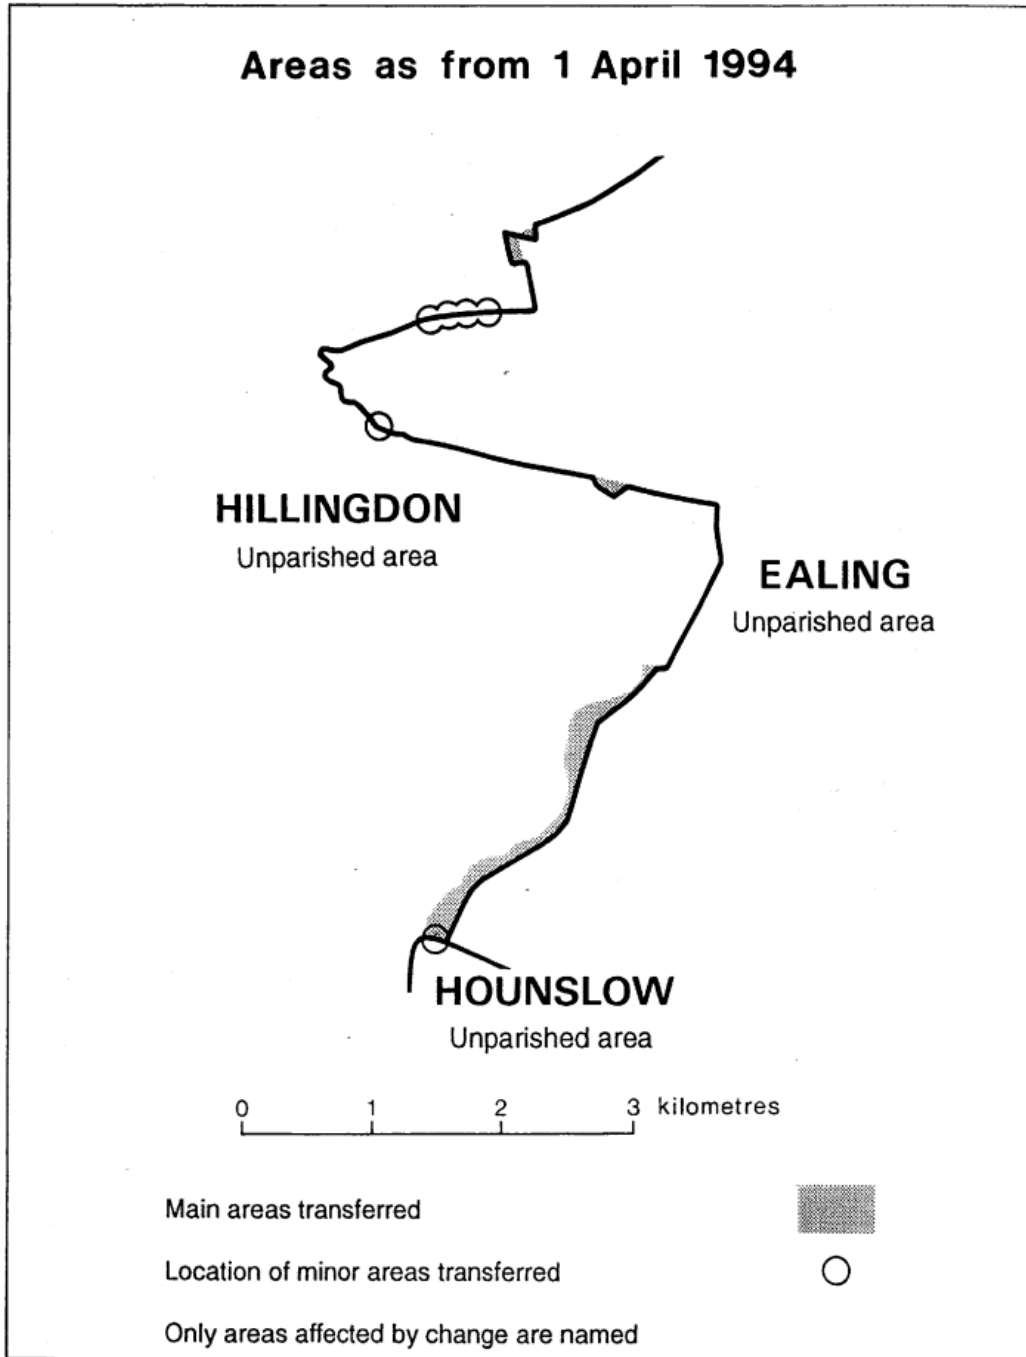 Areas as from 1 April 1994
HILLINGDON
Unparished area
EALING
Unparished area
HOUNSLOW
Unparished area
0 1 2 3 kilometres
Main areas transferred
Location of minor areas transferred
Only areas affected by change are named